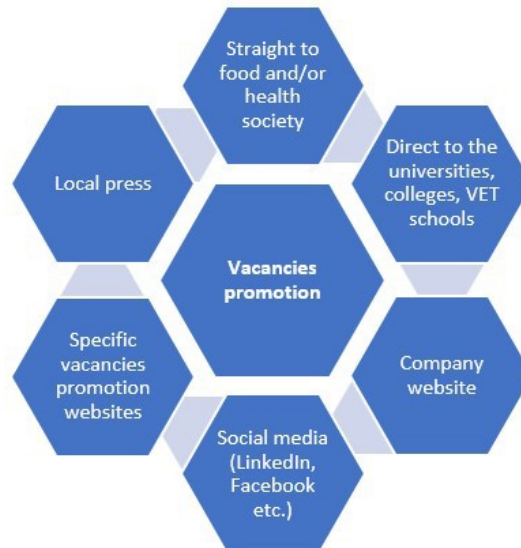 Straight to
food and/or
health
society
Direct to the
universities,
colleges, VET
schools
Local press
Vacancies
promotion
Specific
vacancies
promotion
websites
Company
website
Social media
(LinkedIn,
Facebook
etc.)